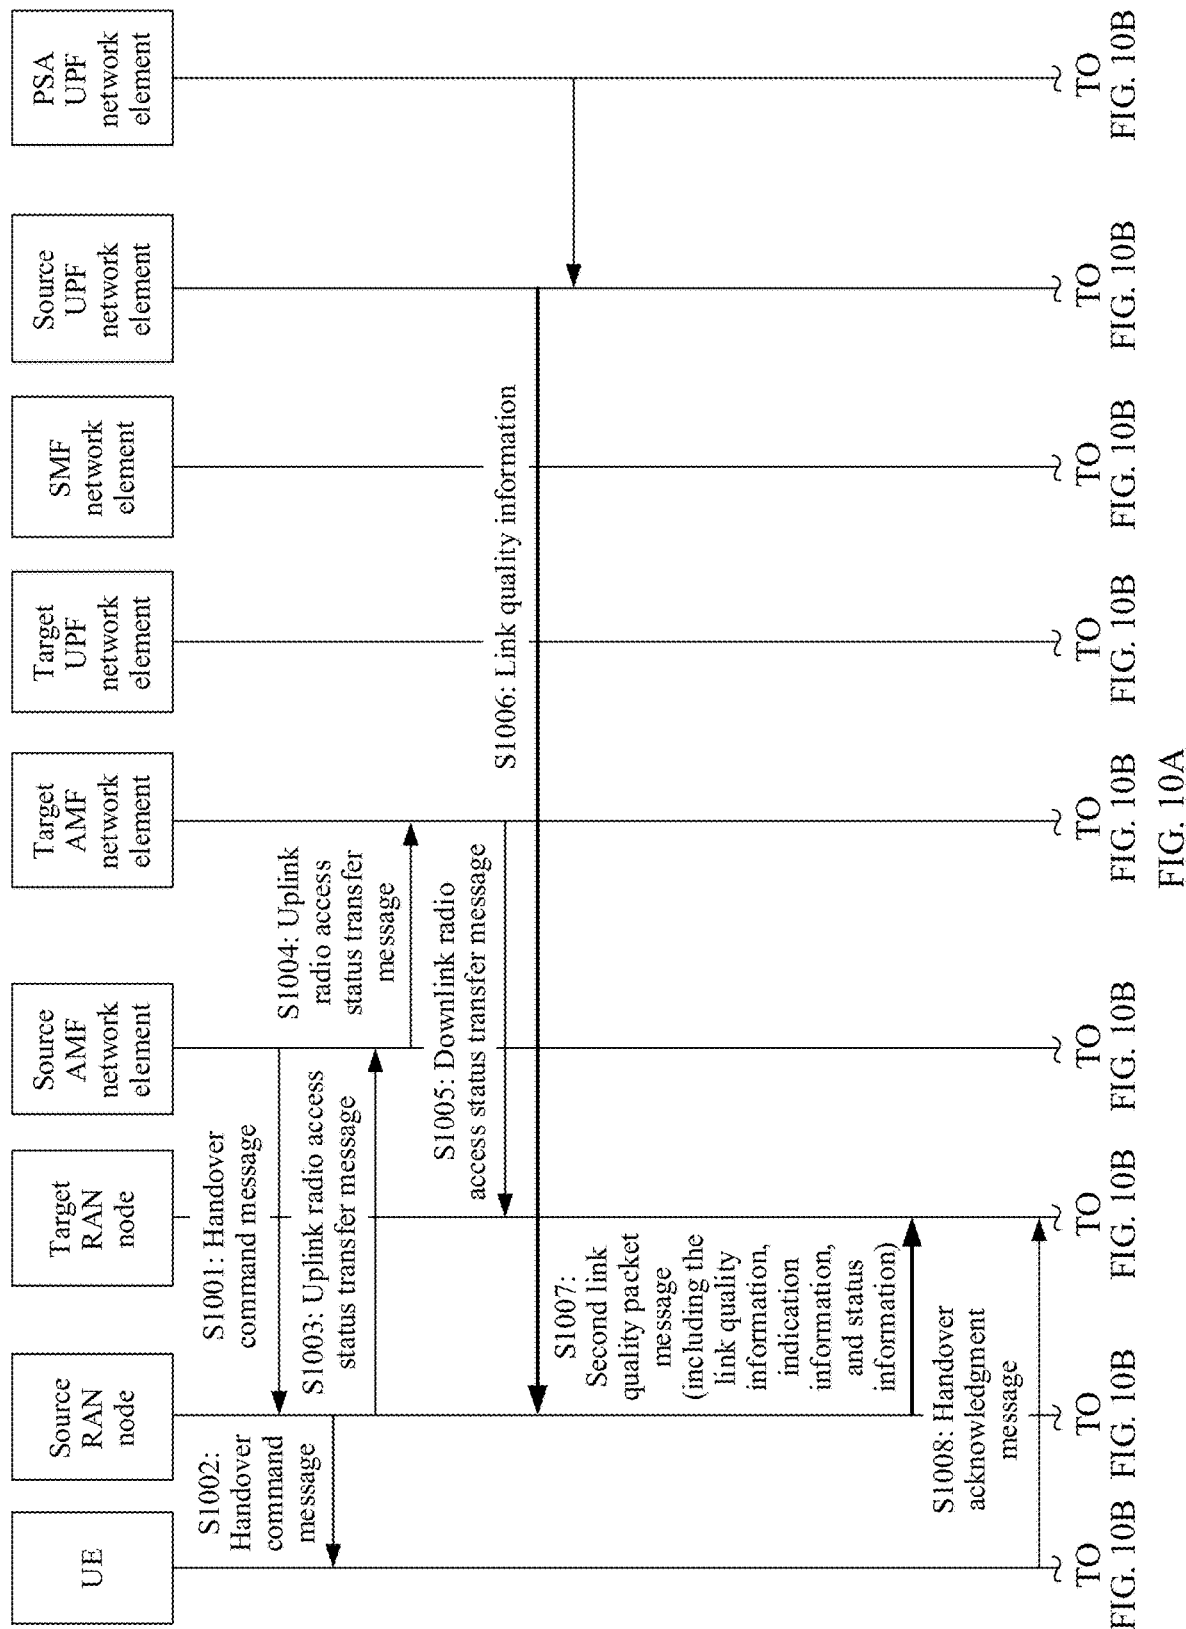 UE
Source
RAN
node
Target
RAN
node
Source
AMF
network
element
Target
AMF
network
element
Target
UPF
network
element
SMF
network
element
Source
UPF
network
element
PSA
UPF
network
element
S1001: Handover
command message
S1002:
Handover
command
message
S1003: Uplink radio access
status transfer message
S1004: Uplink
radio access
status transfer
message
S1005: Downlink radio
access status transfer message
S1006: Link quality information
S1007:
Second link
quality packet
message
(including the
link quality
information,
indication
information,
and status
information)
S1008: Handover
acknowledgment
message
TO
FIG. 10B
TO
FIG. 10B
TO
FIG. 10B
TO
FIG. 10B
TO
FIG. 10B
TO
FIG. 10B
TO
FIG. 10B
TO
FIG. 10B
TO
FIG. 10B
FIG. 10A